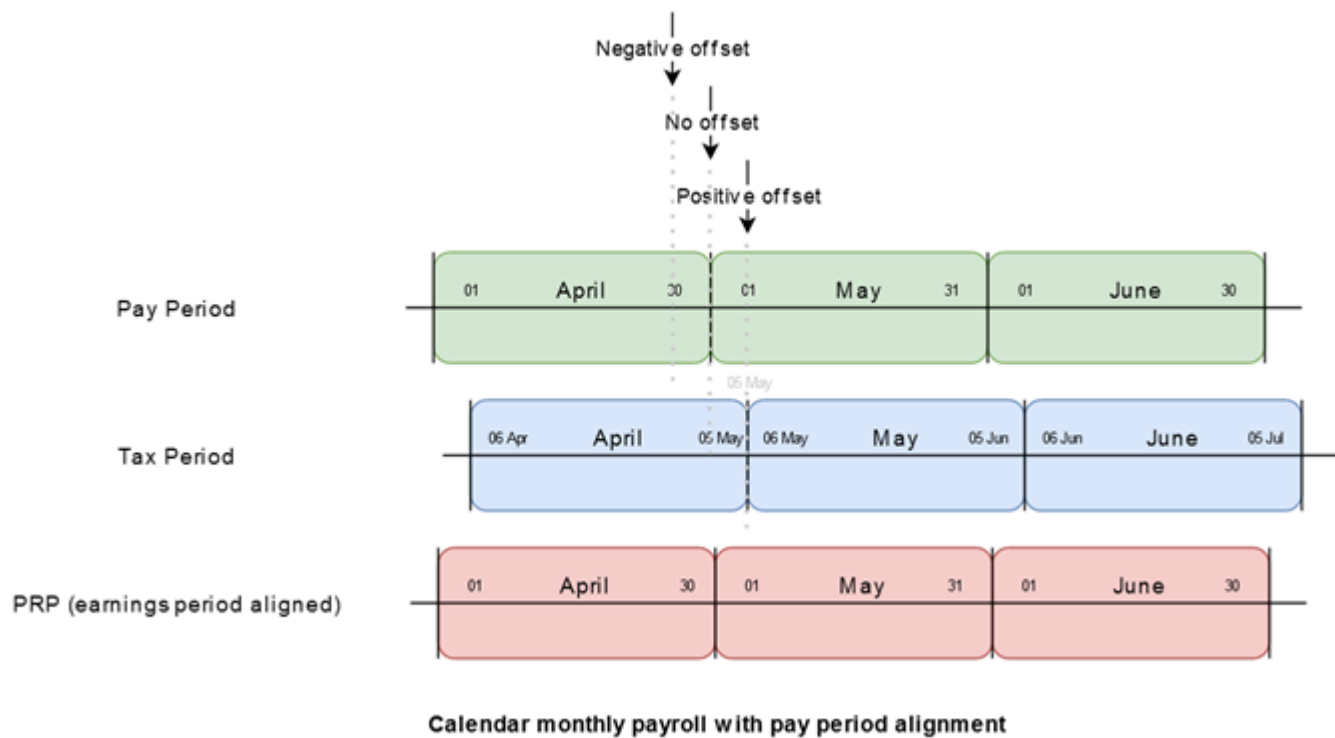 Negative offset
No offset
Positive offset
Pay Period
01 April 30 01 May 31 01 June 30
05 May
Tax Period
06 Apr April 05 May 06 May May 05 Jun 06 Jun June 05 Jul
PRP (earnings period aligned)
01 April 30 01 May 31 01 June 30
Calendar monthly payroll with pay period alignment